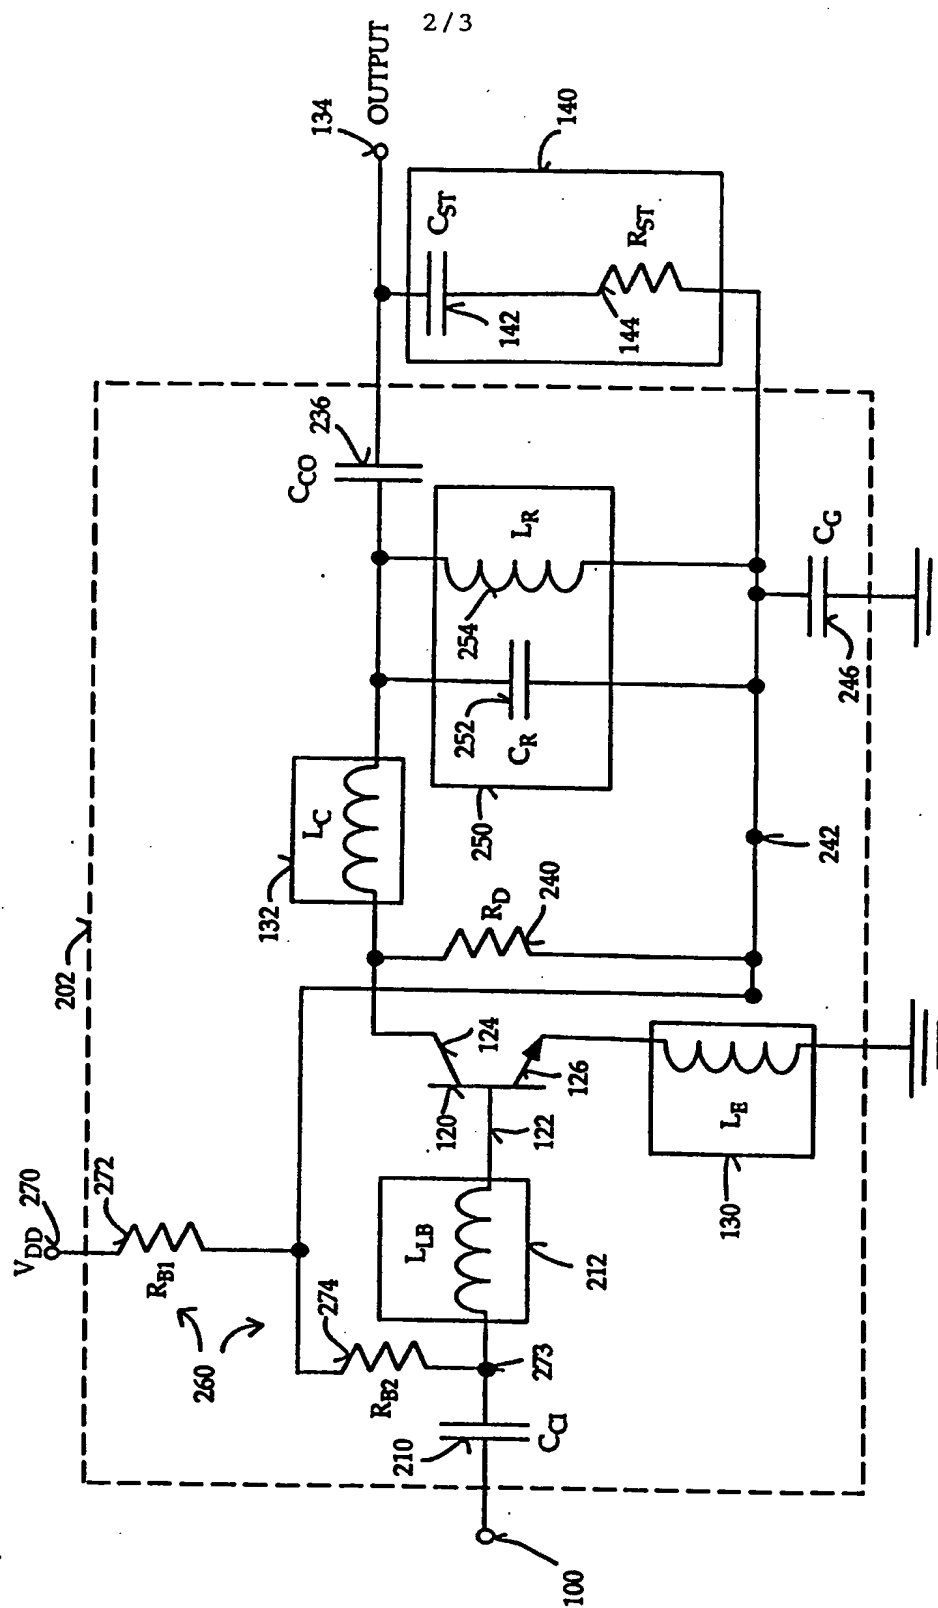 2/3
OUTPUT
134
140
C_ST
R_ST
142
144
236
C_CO
L_R
254
252
C_R
250
C_G
246
L_C
132
R_D
240
242
202
124
120
126
122
L_E
130
V_DD
270
272
R_B1
274
260
L_LB
212
R_B2
273
210
C_CI
100